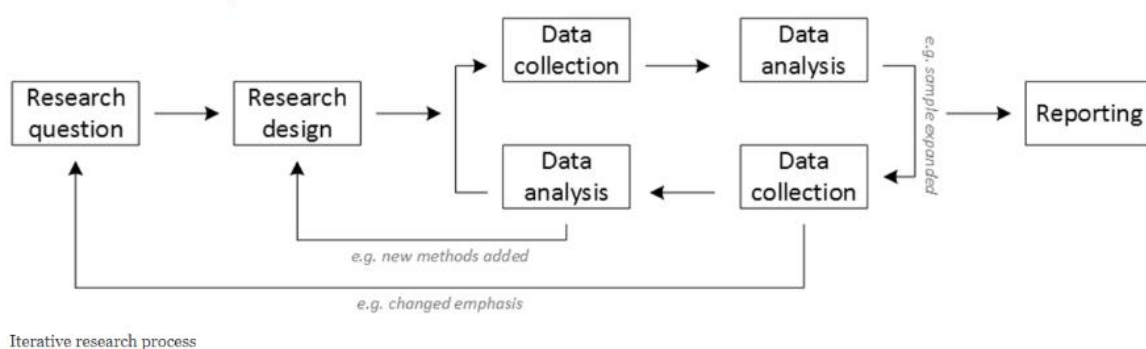 Data
collection
Data
analysis
e.g. sample expanded
Research
question
Research
design
Reporting
Data
analysis
Data
collection
e.g. new methods added
e.g. changed emphasis
Iterative research process